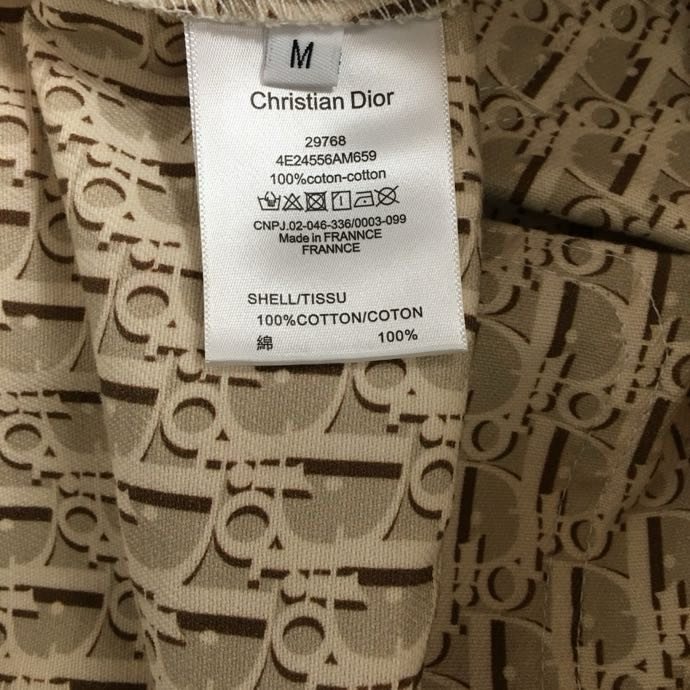 M
Christian Dior
29768
4E24556AM659
100%coton-cotton
CNPJ.02-046-336/0003-099
Made in FRANNCE
FRANNCE
SHELL/TISSU
100%COTTON/COTON
綿 100%